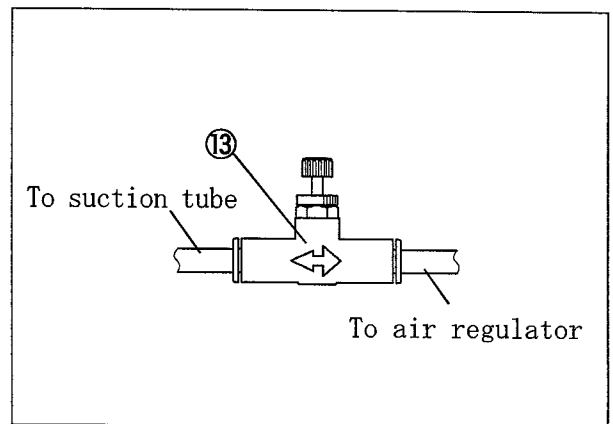 ⑬
To suction tube
To air regulator